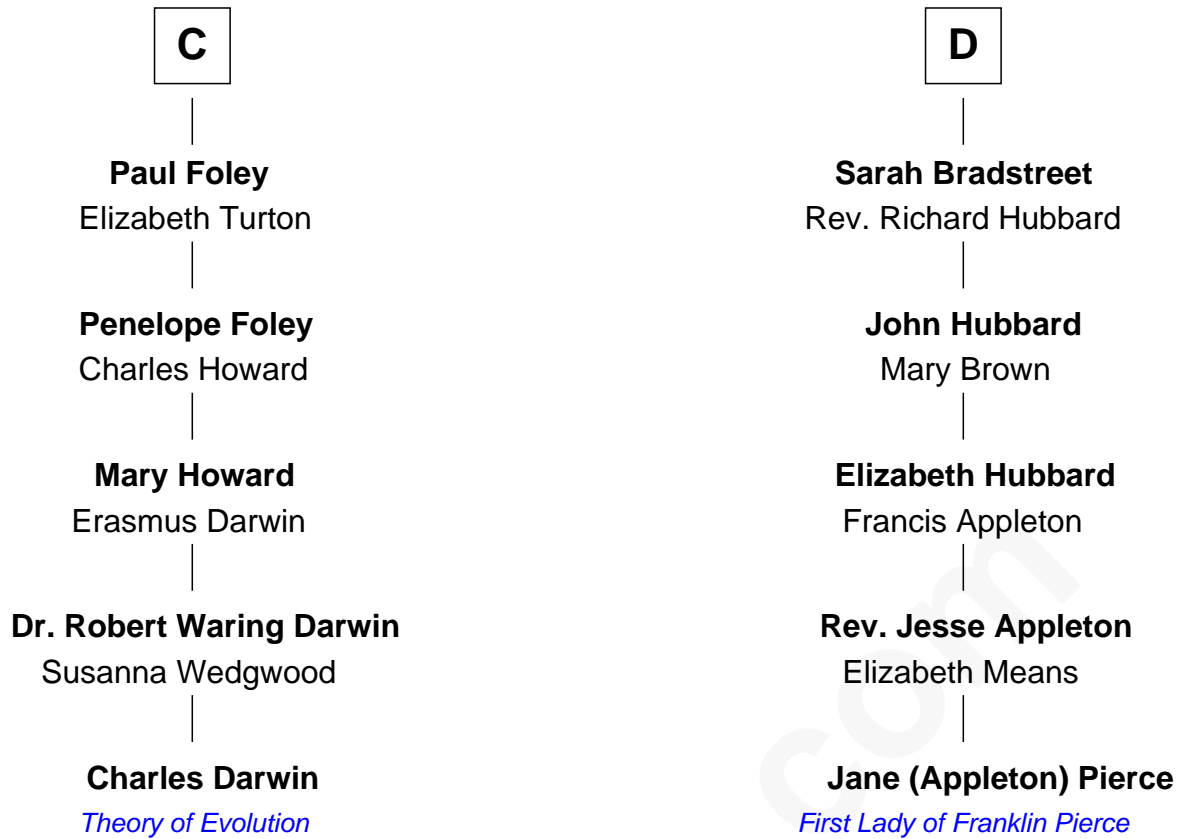 C
Paul Foley
Elizabeth Turton
Penelope Foley
Charles Howard
Mary Howard
Erasmus Darwin
Dr. Robert Waring Darwin
Susanna Wedgwood
Charles Darwin
Theory of Evolution
D
Sarah Bradstreet
Rev. Richard Hubbard
John Hubbard
Mary Brown
Elizabeth Hubbard
Francis Appleton
Rev. Jesse Appleton
Elizabeth Means
Jane (Appleton) Pierce
First Lady of Franklin Pierce
com